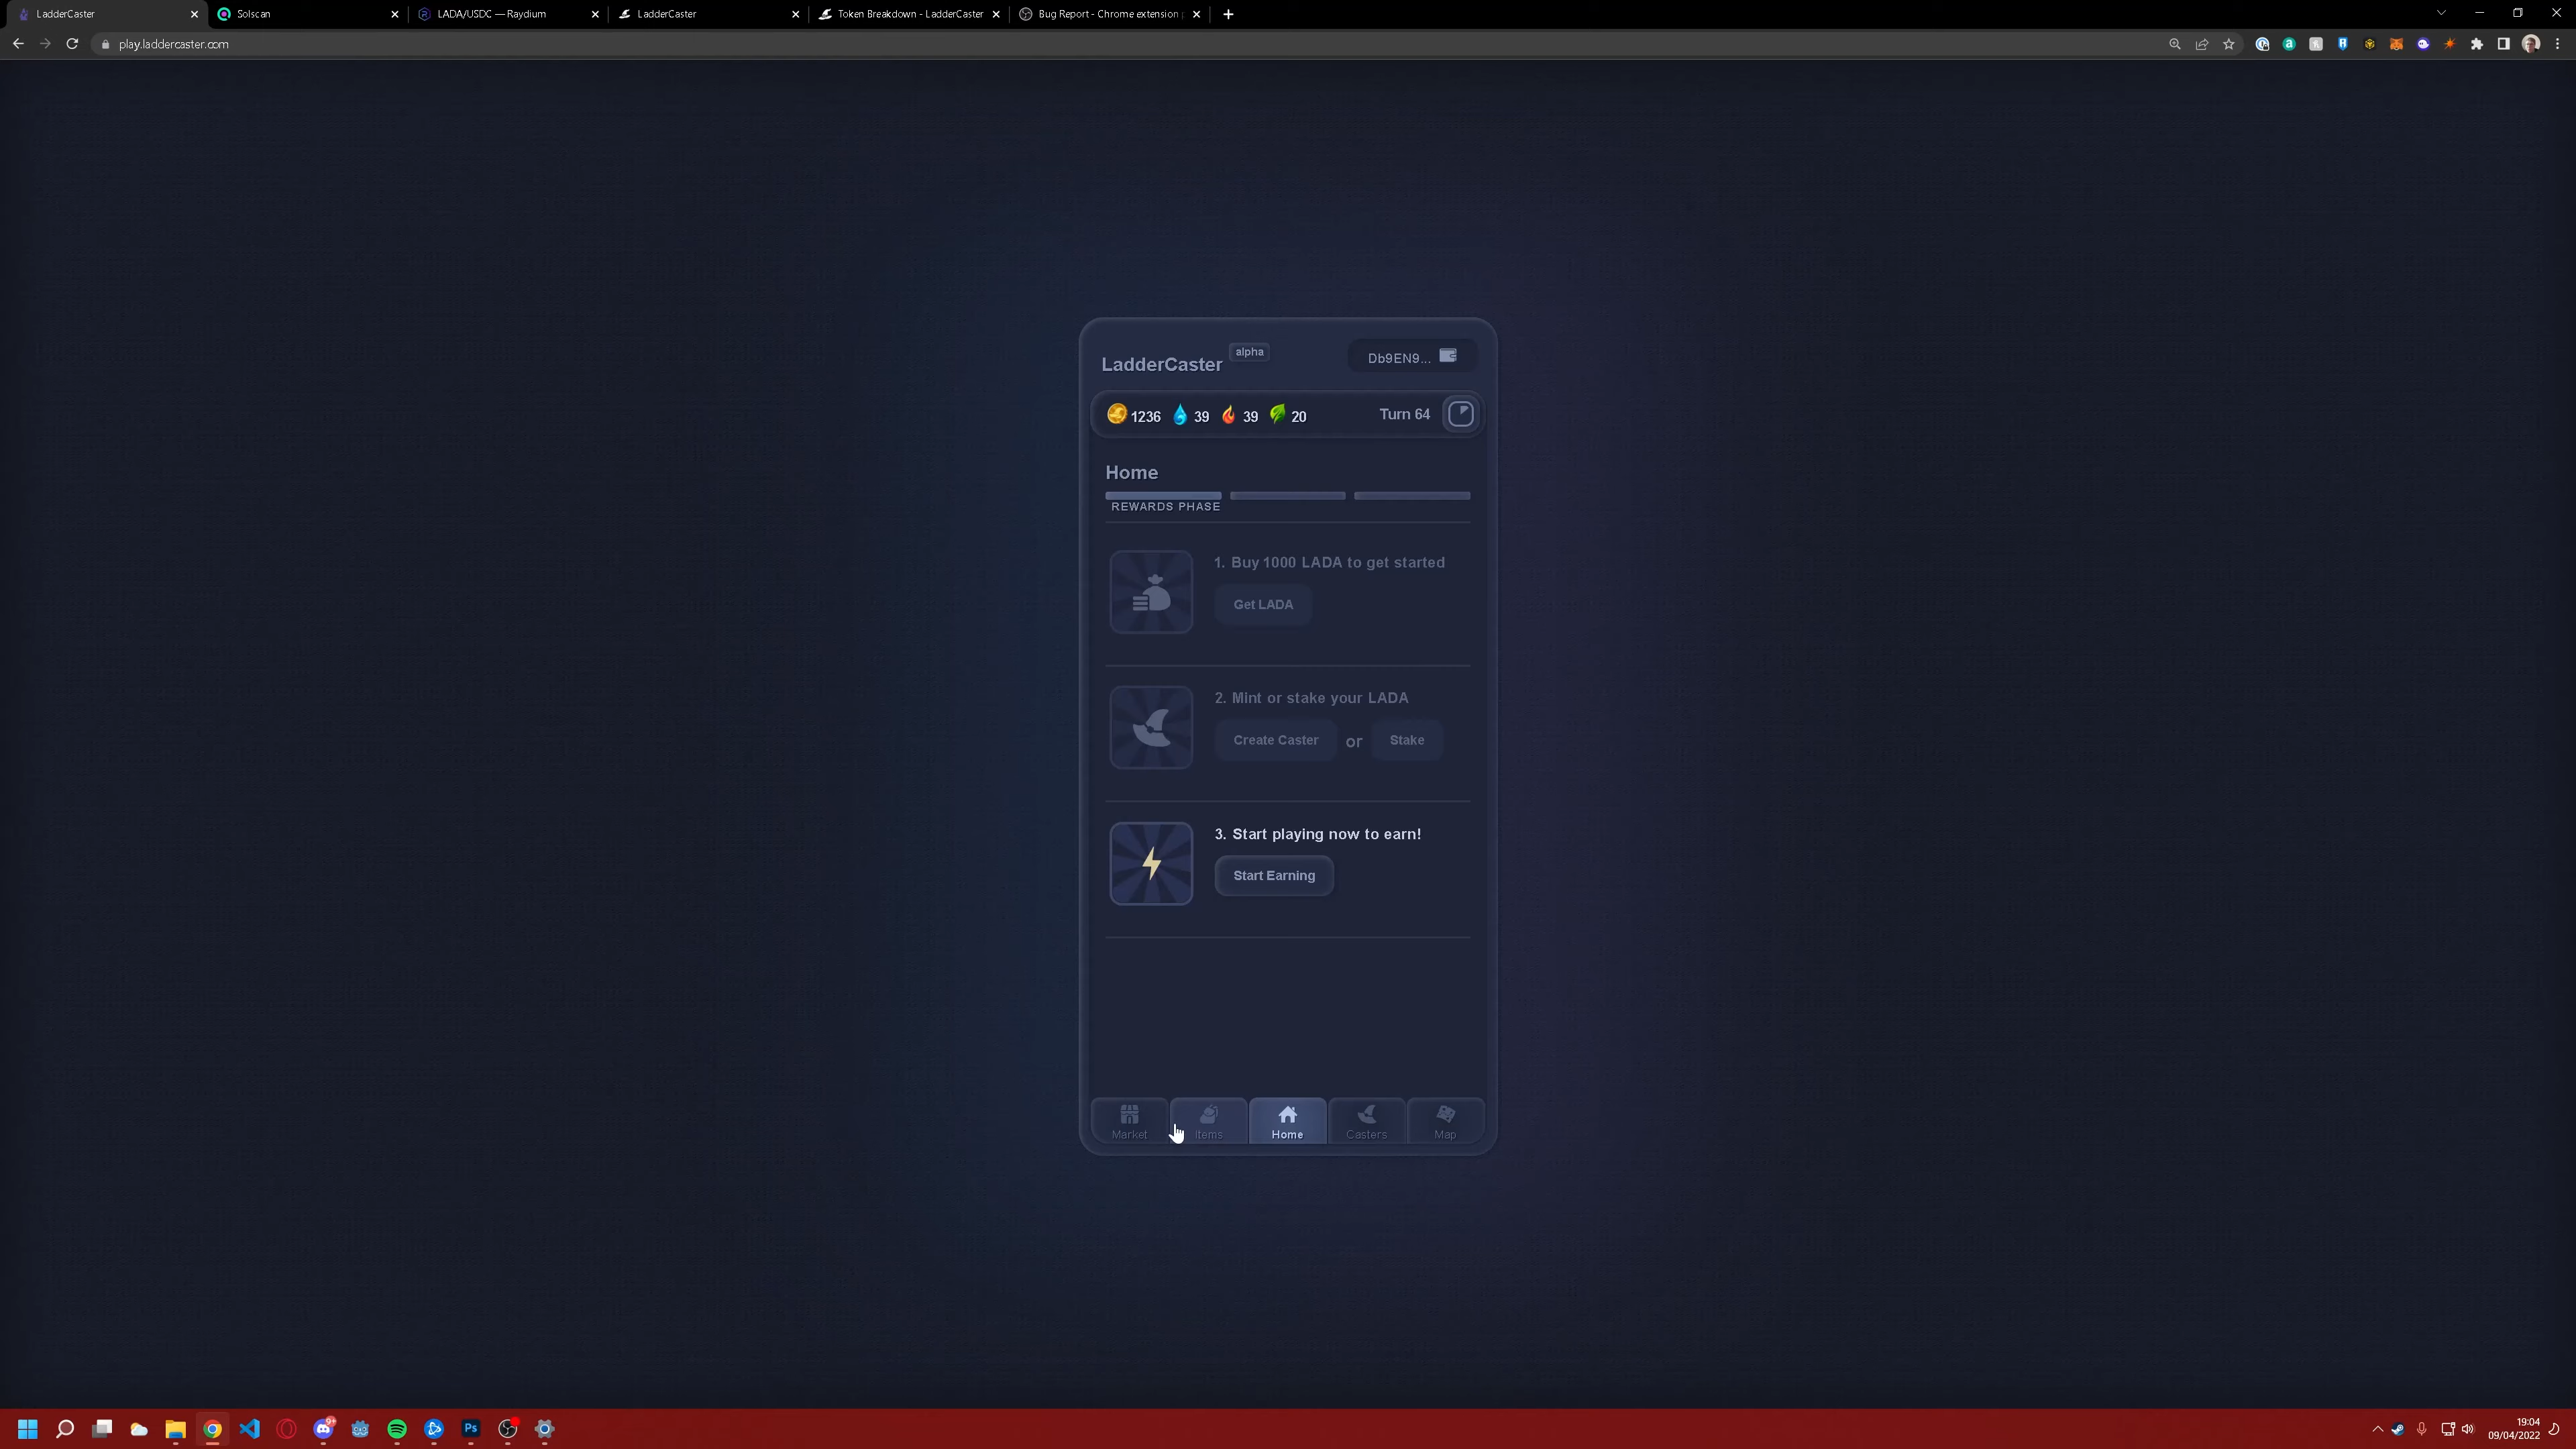 LadderCaster
Solscan
LADA/USDC — Raydium
LadderCaster
Token Breakdown - LadderCaster
Bug Report - Chrome extension
play.laddercaster.com
LadderCaster
alpha
Db9EN9...
1236
39
39
20
Turn 64
Home
REWARDS PHASE
1. Buy 1000 LADA to get started
Get LADA
2. Mint or stake your LADA
Create Caster
or
Stake
3. Start playing now to earn!
Start Earning
Market
Items
Home
Casters
Map
9+
Ps
19:04
09/04/2022